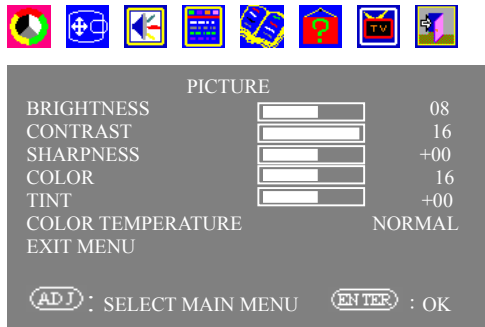 TV
PICTURE
BRIGHTNESS 08
CONTRAST 16
SHARPNESS +00
COLOR 16
TINT +00
COLOR TEMPERATURE NORMAL
EXIT MENU
ADJ : SELECT MAIN MENU ENTER : OK